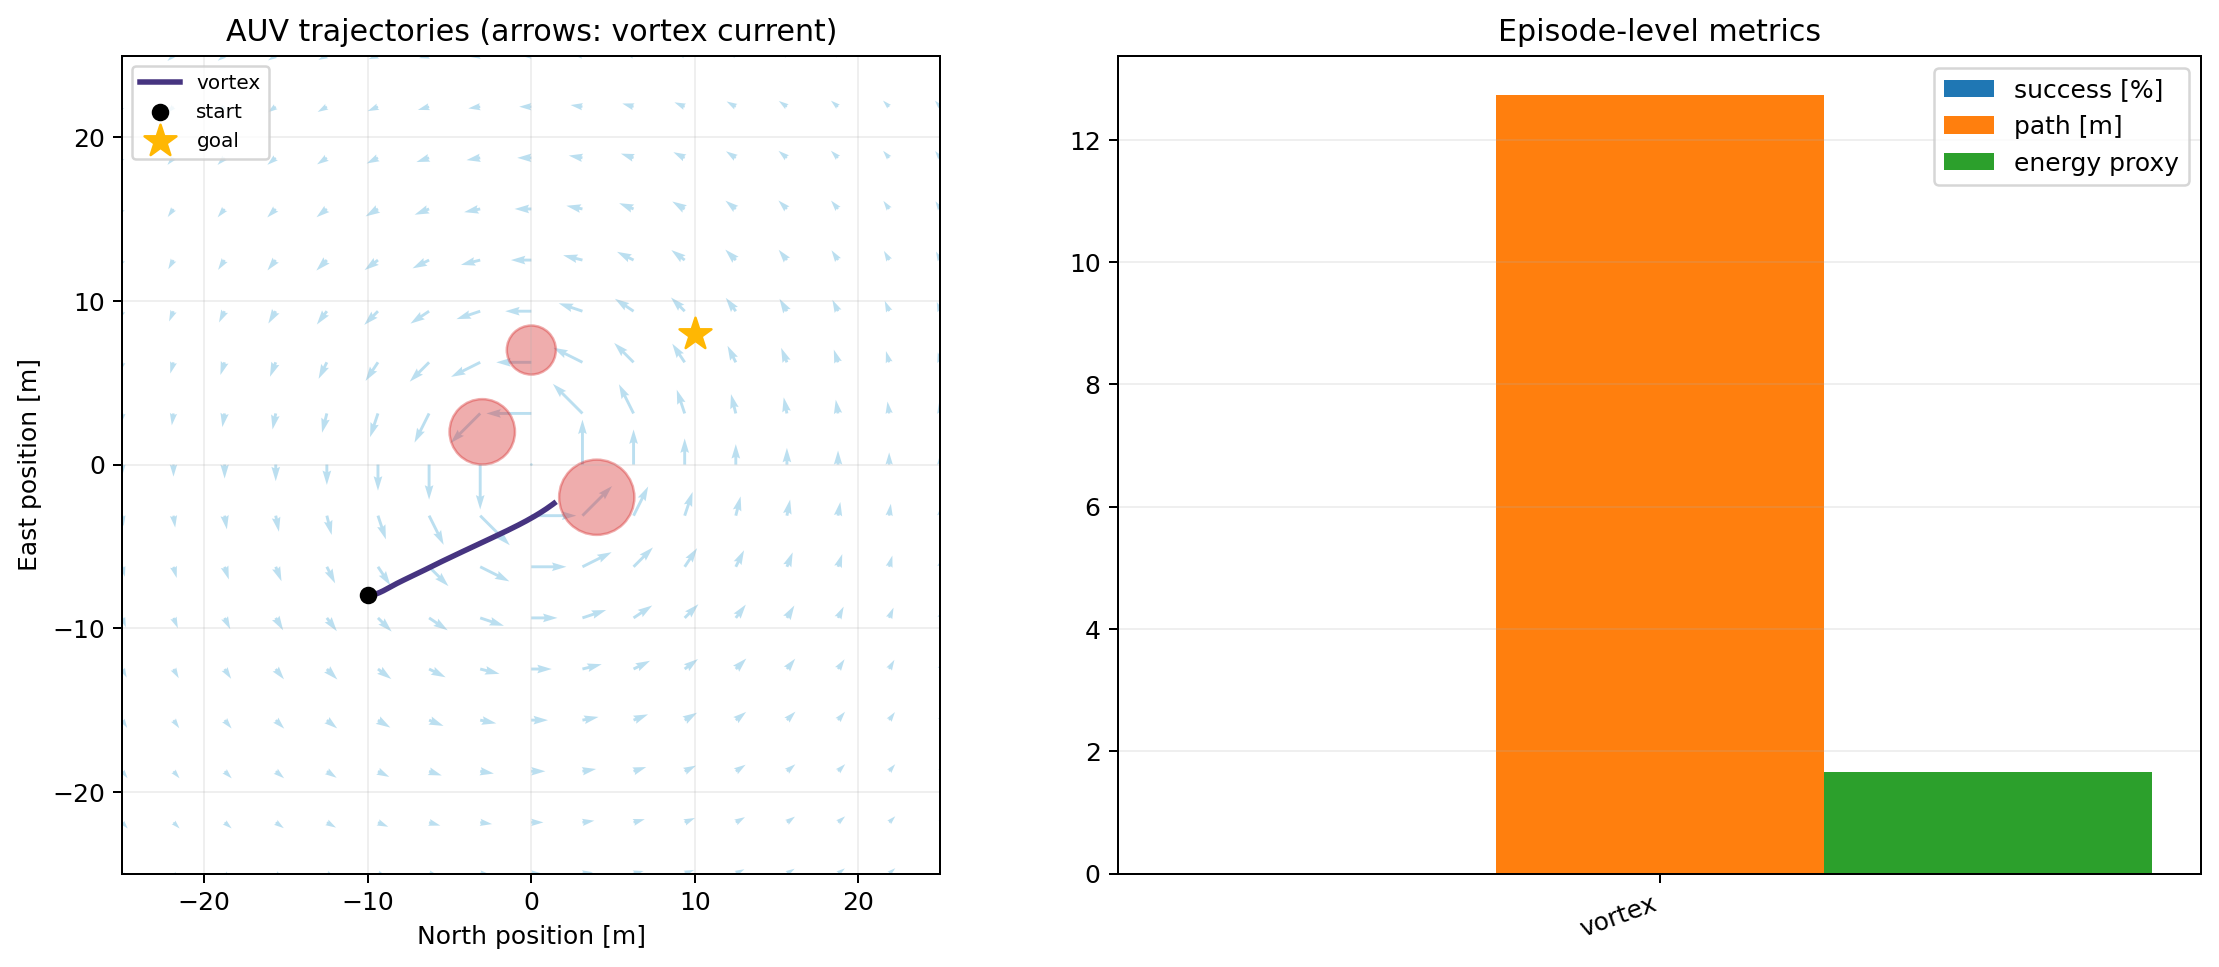 AUV trajectories (arrows: vortex current)
vortex
start
goal
20
10
0
−10
−20
East position [m]
−20
−10
0
10
20
North position [m]
Episode-level metrics
success [%]
path [m]
energy proxy
12
10
8
6
4
2
0
vortex